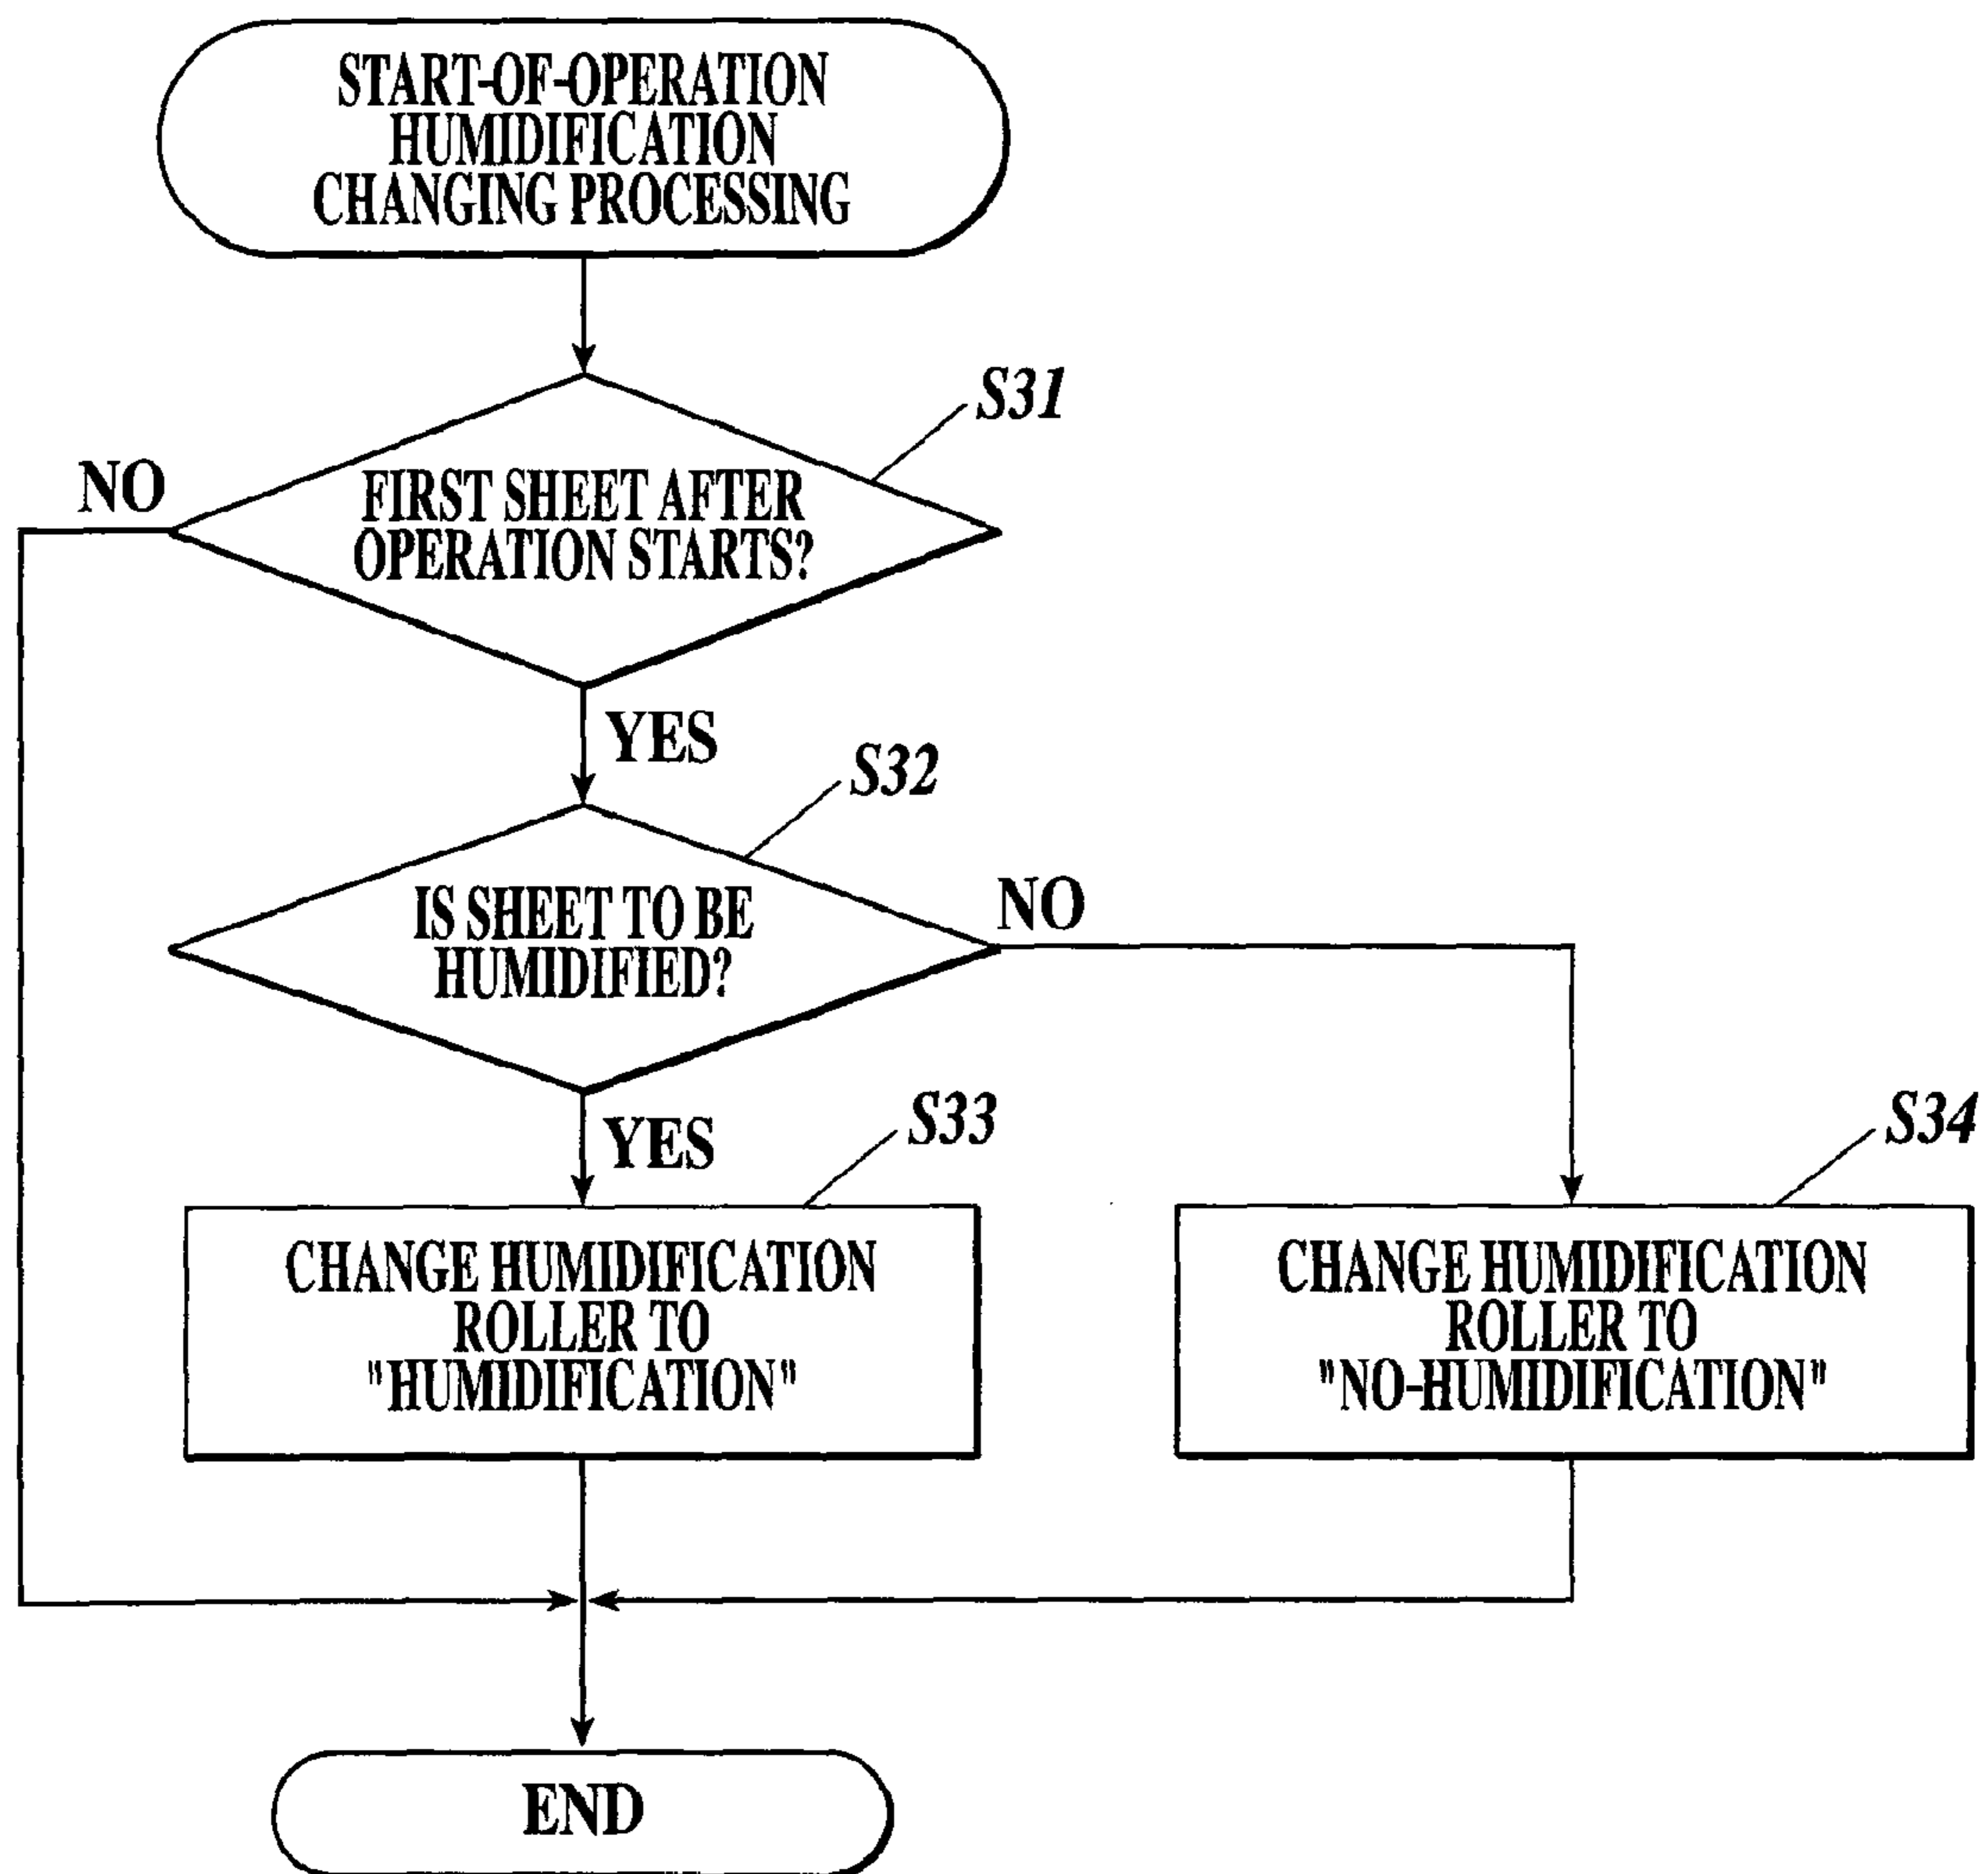 START-OF-OPERATION
HUMIDIFICATION
CHANGING PROCESSING
S31
NO
FIRST SHEET AFTER
OPERATION STARTS?
YES
S32
IS SHEET TO BE
HUMIDIFIED?
NO
YES
S33
S34
CHANGE HUMIDIFICATION
ROLLER TO
"HUMIDIFICATION"
CHANGE HUMIDIFICATION
ROLLER TO
"NO-HUMIDIFICATION"
END